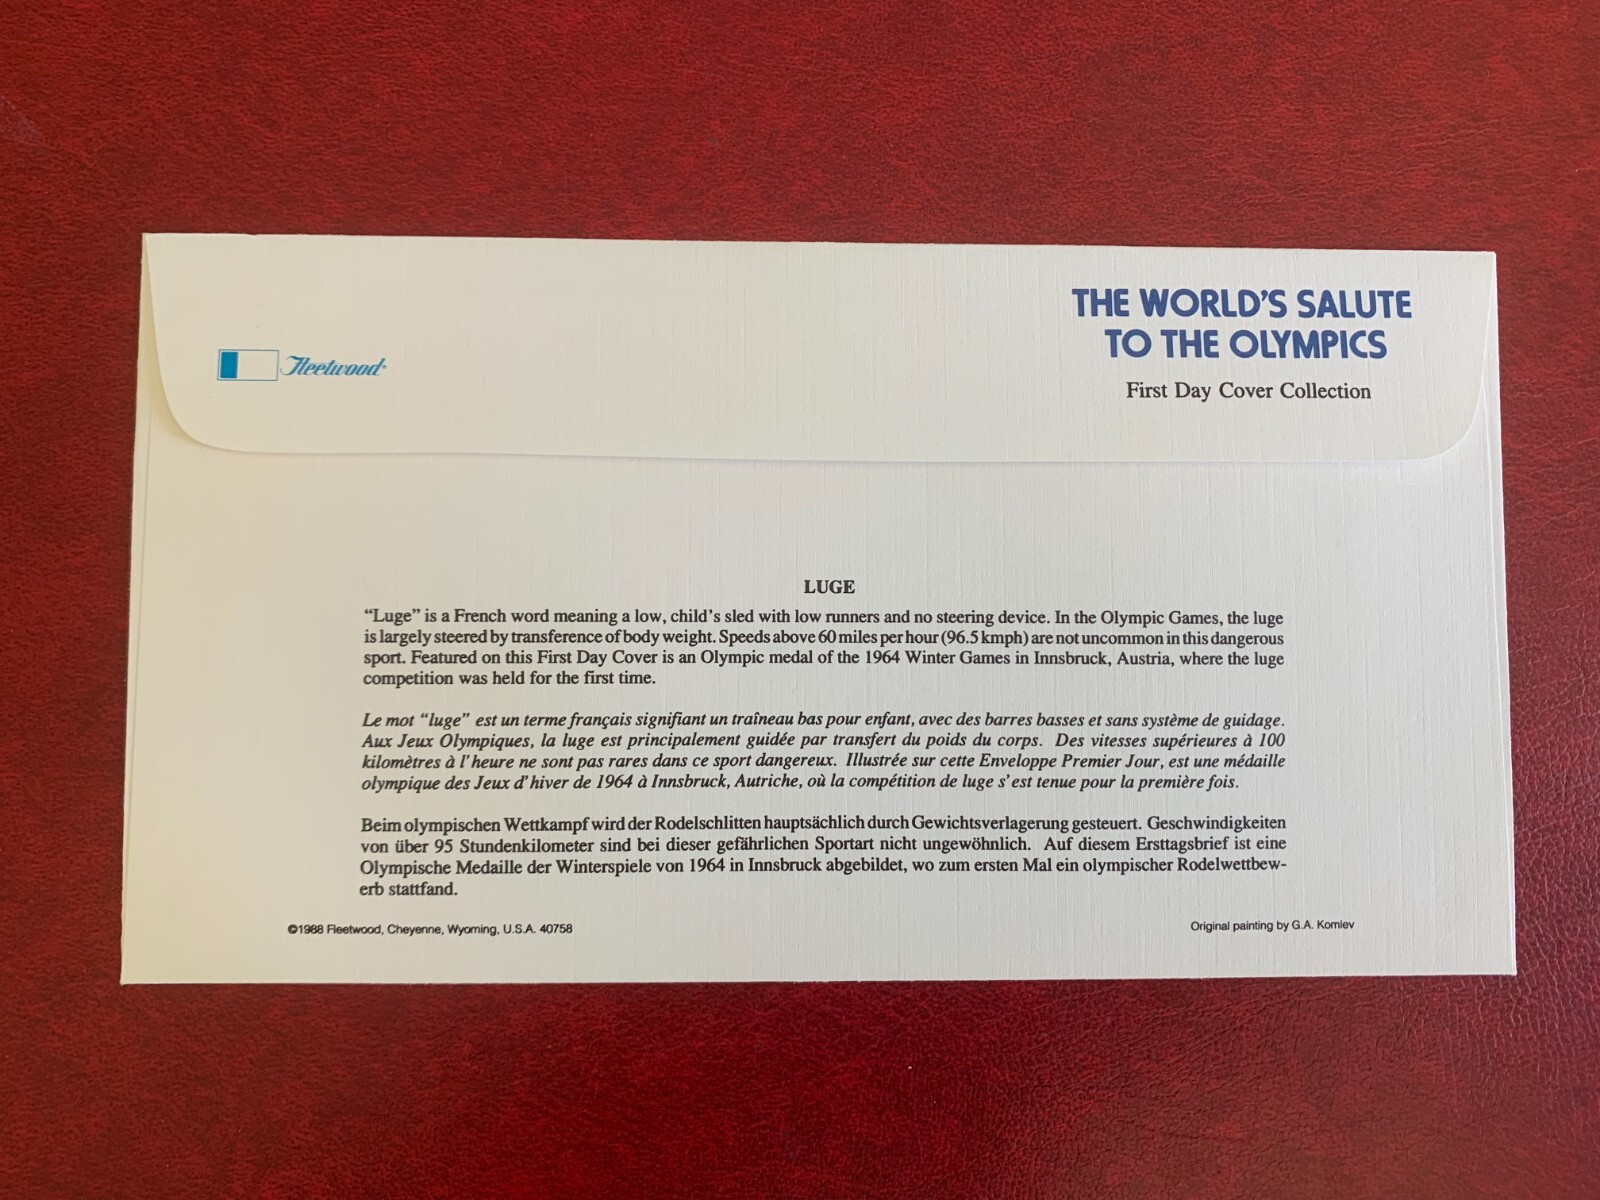 THE WORLD'S SALUTE
TO THE OLYMPICS
Fleetwood®
First Day Cover Collection
LUGE
“Luge” is a French word meaning a low, child's sled with low runners and no steering device. In the Olympic Games, the luge
is largely steered by transference of body weight. Speeds above 60 miles per hour (96.5 kmph) are not uncommon in this dangerous
sport. Featured on this First Day Cover is an Olympic medal of the 1964 Winter Games in Innsbruck, Austria, where the luge
competition was held for the first time.
Le mot “luge” est un terme français signifiant un traîneau bas pour enfant, avec des barres basses et sans système de guidage.
Aux Jeux Olympiques, la luge est principalement guidée par transfert du poids du corps. Des vitesses supérieures à 100
kilomètres à l'heure ne sont pas rares dans ce sport dangereux. Illustrée sur cette Enveloppe Premier Jour, est une médaille
olympique des Jeux d'hiver de 1964 à Innsbruck, Autriche, où la compétition de luge s'est tenue pour la première fois.
Beim olympischen Wettkampf wird der Rodelschlitten hauptsächlich durch Gewichtsverlagerung gesteuert. Geschwindigkeiten
von über 95 Stundenkilometer sind bei dieser gefährlichen Sportart nicht ungewöhnlich. Auf diesem Ersttagsbrief ist eine
Olympische Medaille der Winterspiele von 1964 in Innsbruck abgebildet, wo zum ersten Mal ein olympischer Rodelwettbew-
erb stattfand.
©1988 Fleetwood, Cheyenne, Wyoming, U.S.A. 40758
Original painting by G.A. Komlev